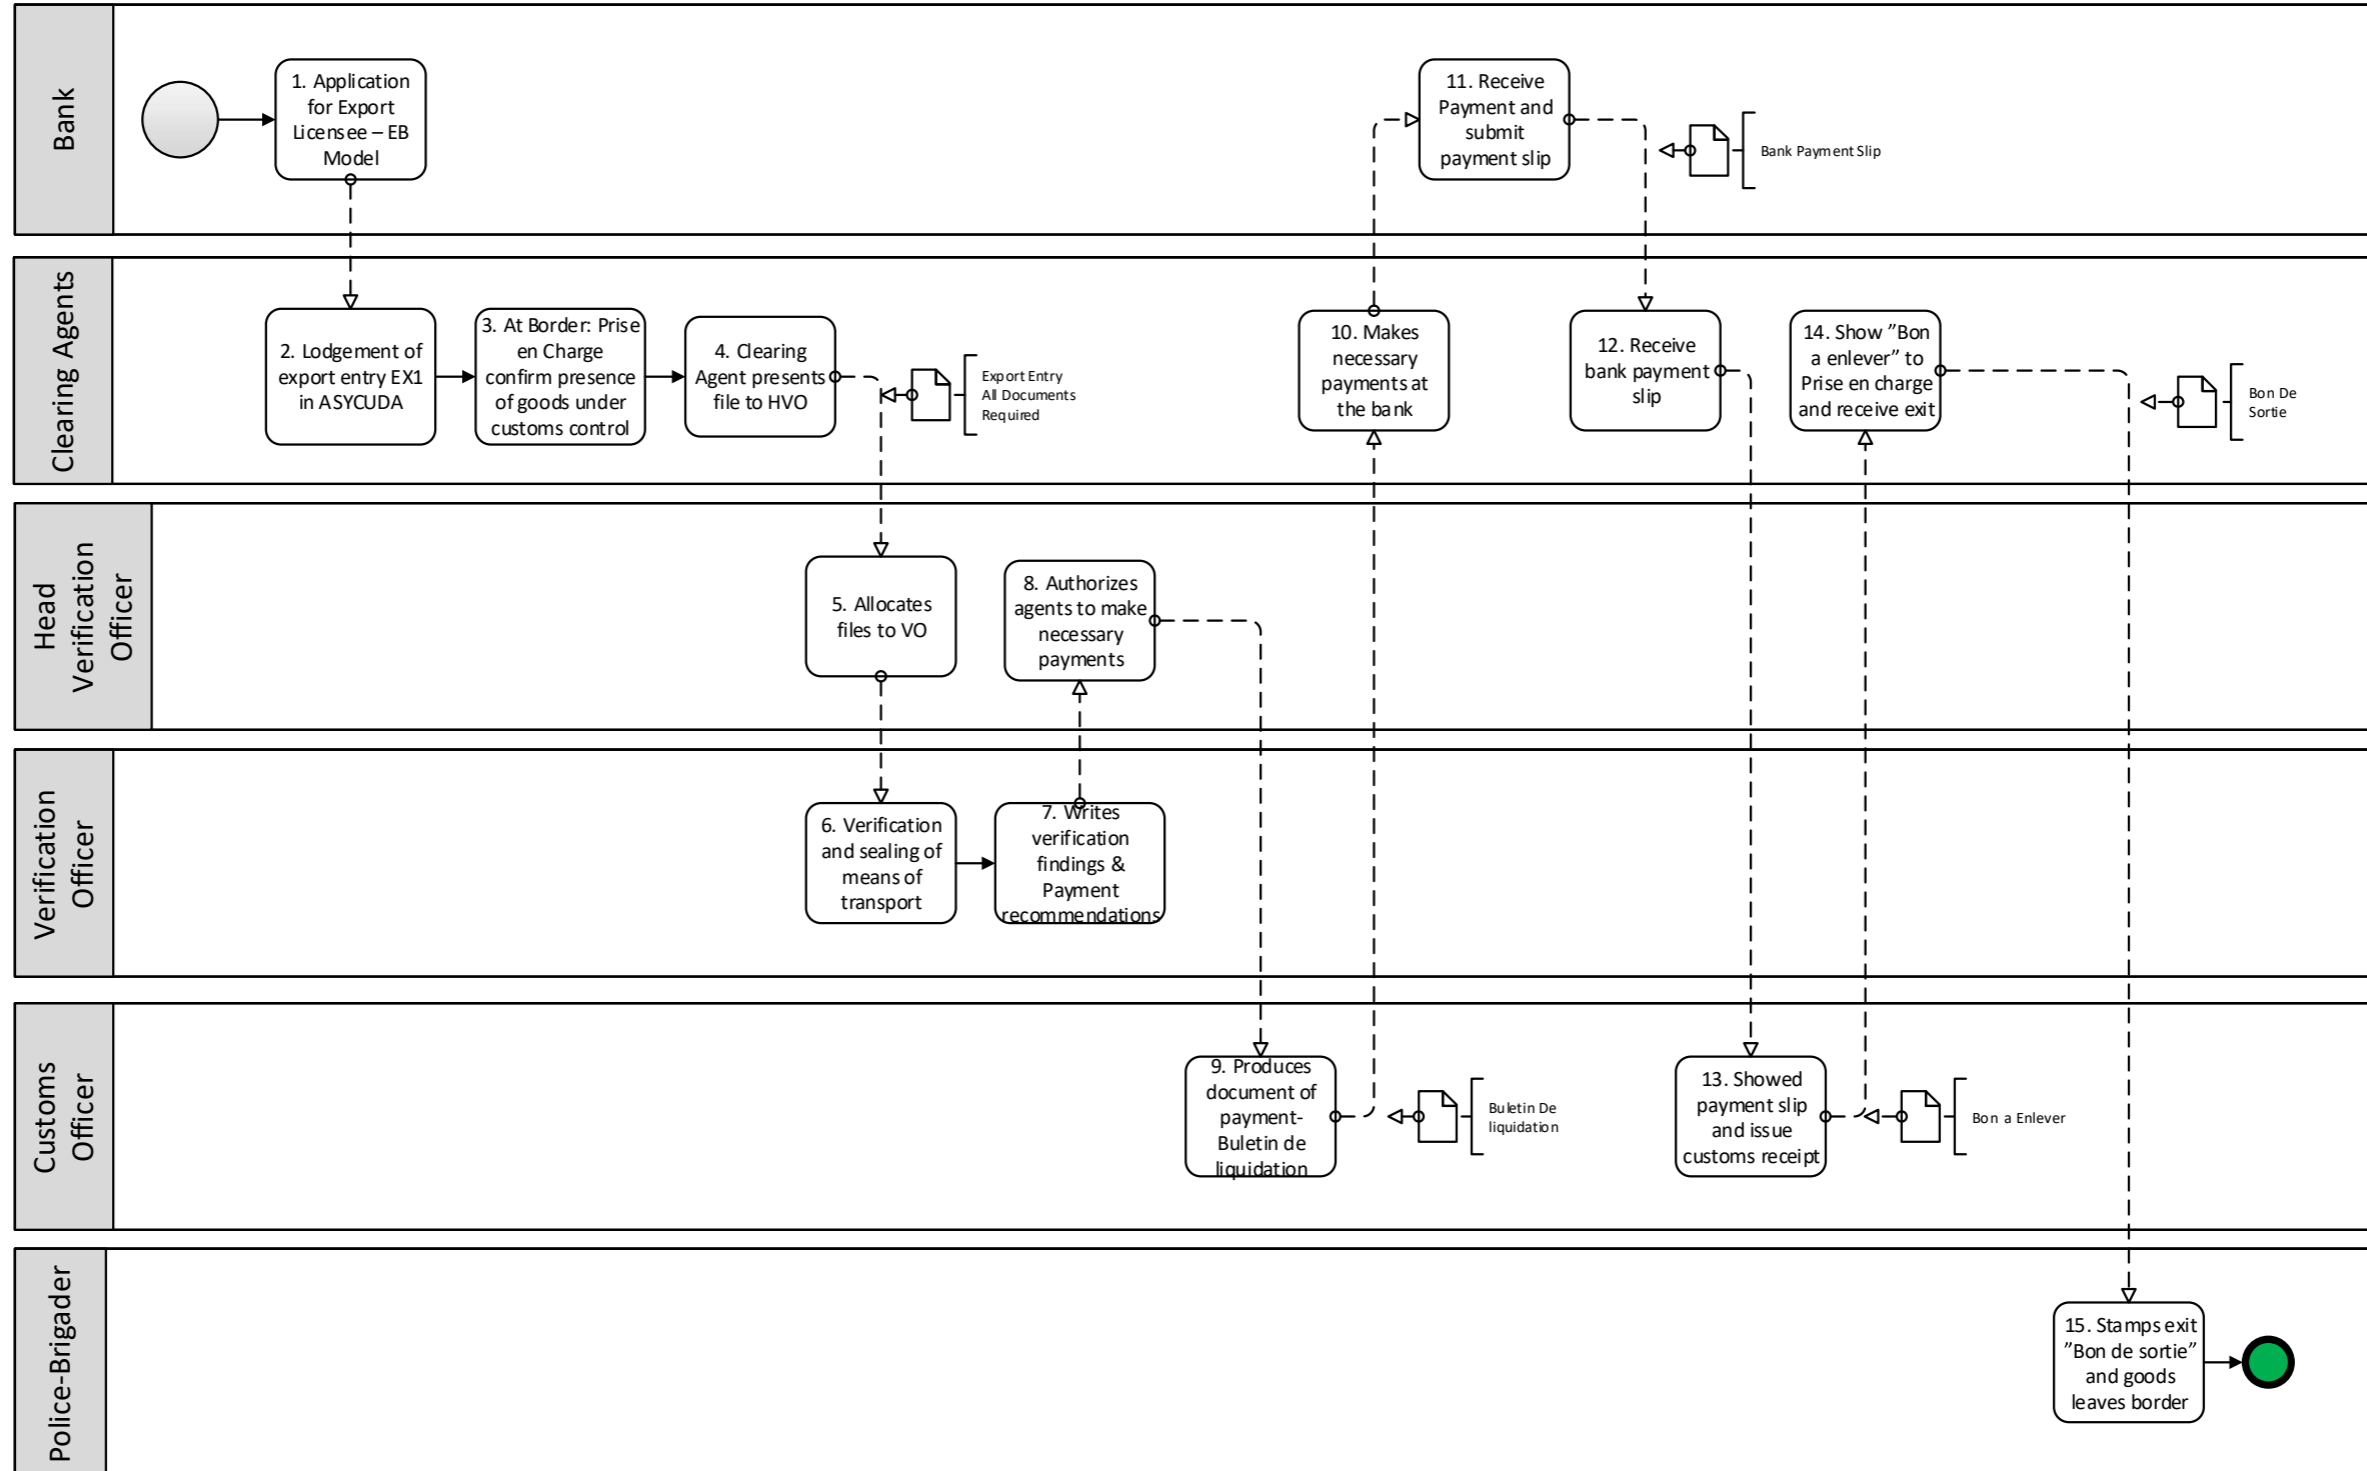 Bank
1. Application
for Export
Licensee – EB
Model
11. Receive
Payment and
submit
payment slip
Bank Payment Slip
Clearing Agents
2. Lodgement of
export entry EX1
in ASYCUDA
3. At Border: Prise
en Charge
confirm presence
of goods under
customs control
4. Clearing
Agent presents
file to HVO
Export Entry
All Documents
Required
10. Makes
necessary
payments at
the bank
12. Receive
bank payment
slip
14. Show ”Bon
a enlever” to
Prise en charge
and receive exit
Bon De
Sortie
Head
Verification
Officer
5. Allocates
files to VO
8. Authorizes
agents to make
necessary
payments
Verification
Officer
6. Verification
and sealing of
means of
transport
7. Writes
verification
findings &
Payment
recommendations
Customs
Officer
9. Produces
document of
payment-
Buletin de
liquidation
Buletin De
liquidation
13. Showed
payment slip
and issue
customs receipt
Bon a Enlever
Police-Brigader
15. Stamps exit
”Bon de sortie”
and goods
leaves border